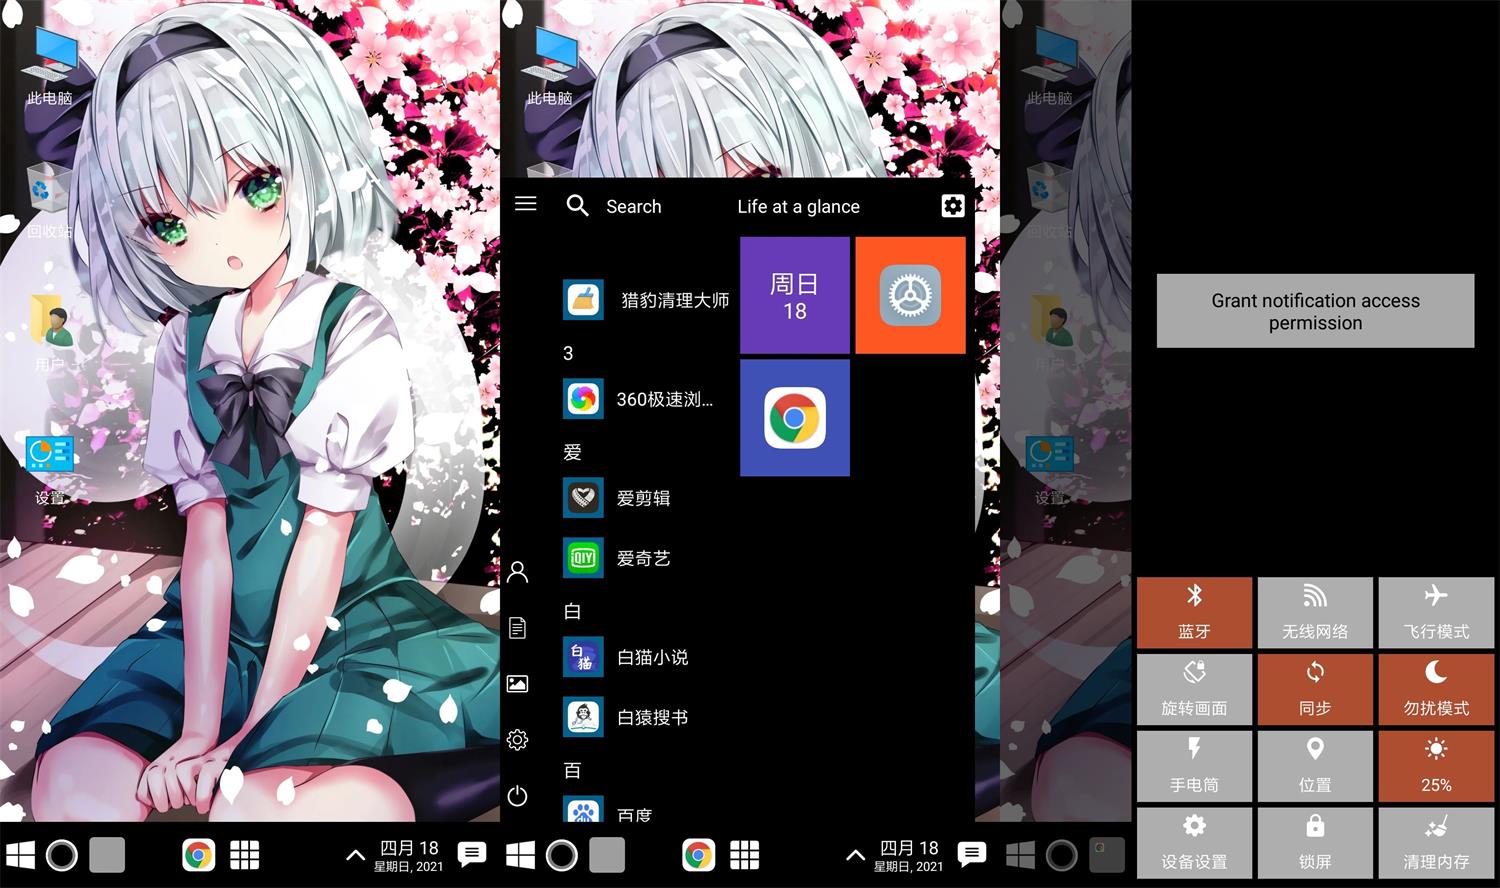 此电脑
回收站
用户
设置
四月 18
星期日, 2021
此电脑
Search
Life at a glance
猎豹清理大师
3
360极速浏...
爱
爱剪辑
爱奇艺
白
白猫小说
白猿搜书
百
百度
周日
18
QIY
白
猫
四月 18
星期日, 2021
此电脑
回收站
用户
设置
Grant notification access
permission
蓝牙
无线网络
飞行模式
旋转画面
同步
勿扰模式
手电筒
位置
25%
设备设置
锁屏
清理内存